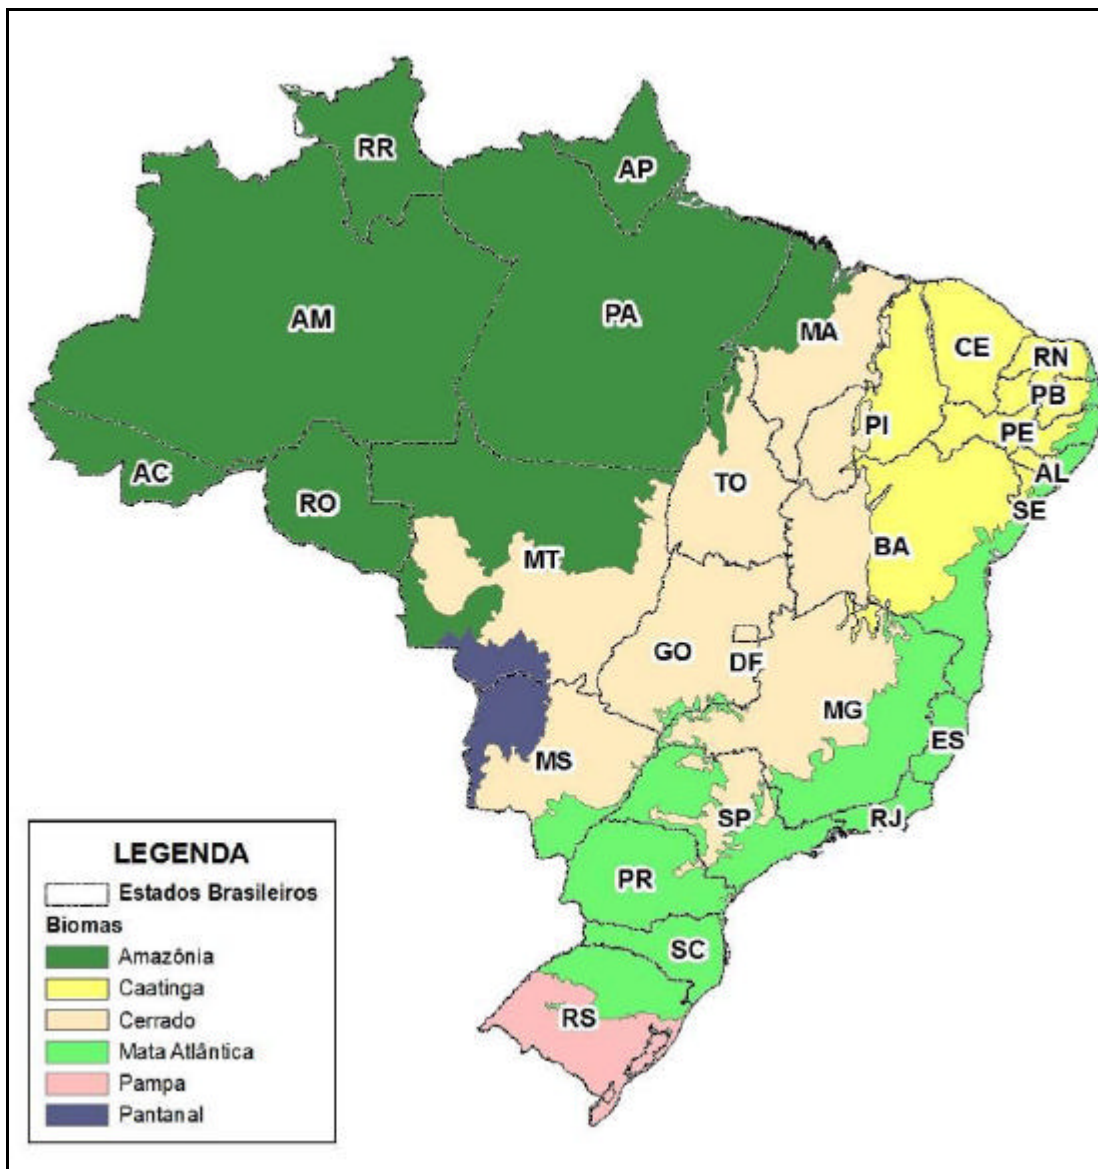 RR
AP
AM
PA
MA
CE
RN
PB
PI
PE
AC
AL
TO
RO
SE
BA
MT
GO
DF
MG
ES
MS
SP
RJ
PR
SC
RS
LEGENDA
Estados Brasileiros
Biomas
Amazônia
Caatinga
Cerrado
Mata Atlântica
Pampa
Pantanal